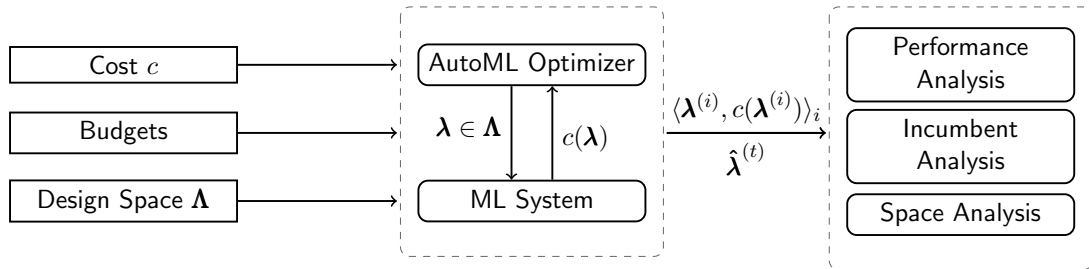 Cost c
Budgets
Design Space Λ
AutoML Optimizer
λ ∈ Λ
c(λ)
ML System
⟨λ^{(i)}, c(λ^{(i)})⟩_i
λ̂^{(t)}
Performance
Analysis
Incumbent
Analysis
Space Analysis